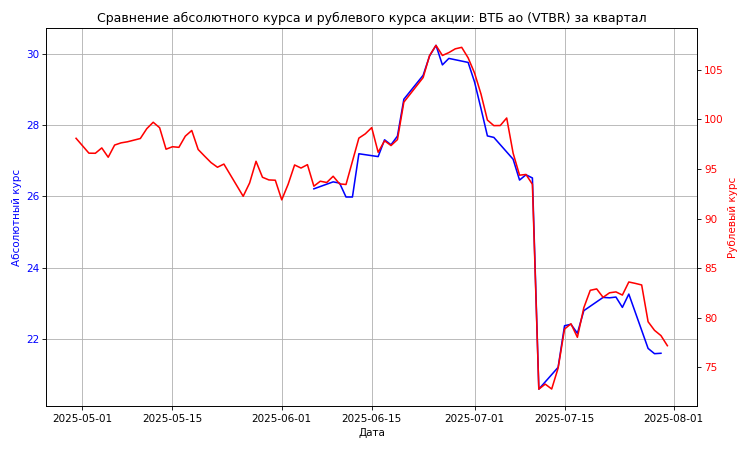 Сравнение абсолютного курса и рублевого курса акции: ВТБ ао (VTBR) за квартал
30
28
26
24
22
Абсолютный курс
105
100
95
90
85
80
75
Рублевый курс
2025-05-01 2025-05-15 2025-06-01 2025-06-15 2025-07-01 2025-07-15 2025-08-01
Дата